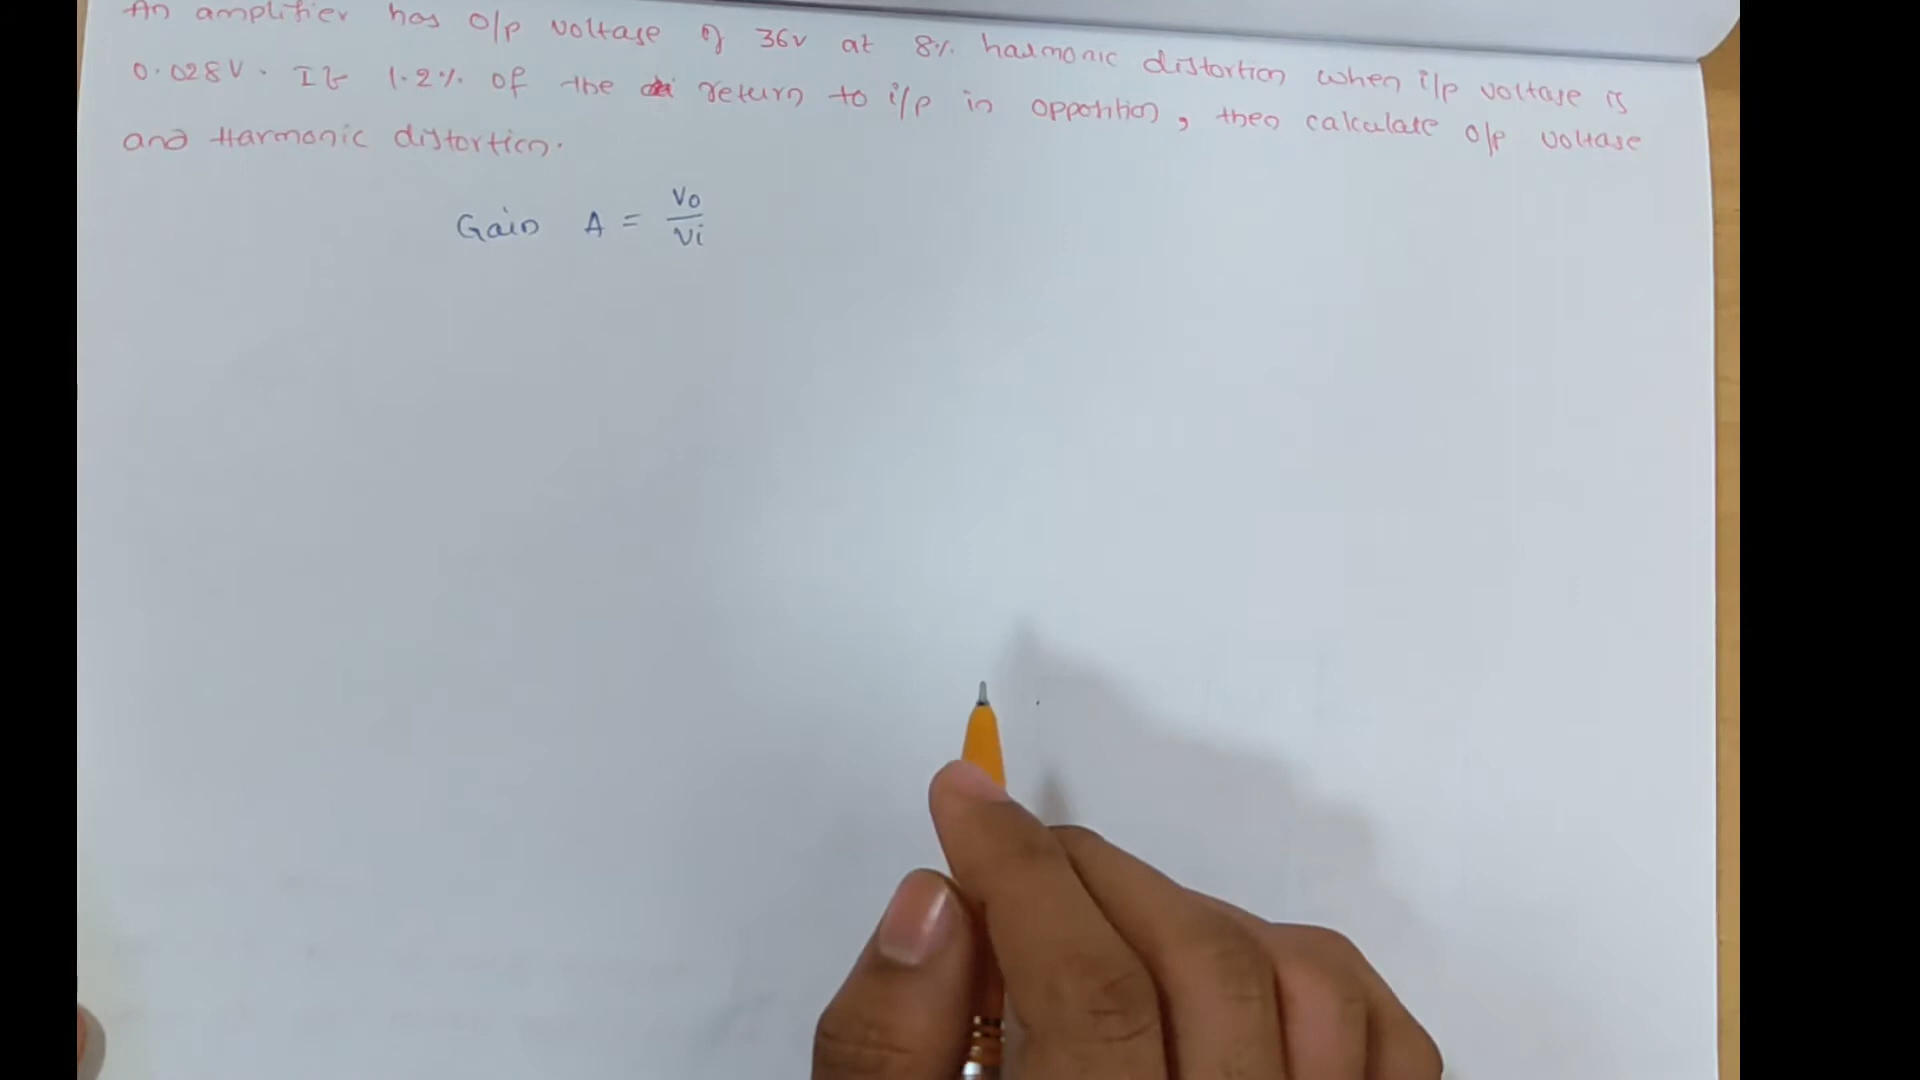 An amplifier has o/p voltage of 36v at 8% harmonic distortion when i/p voltage is
0.028V. If 1.2% of the return to i/p in oppotition, then calculate o/p voltage
and Harmonic distortion.
Gain A = Vo/Vi